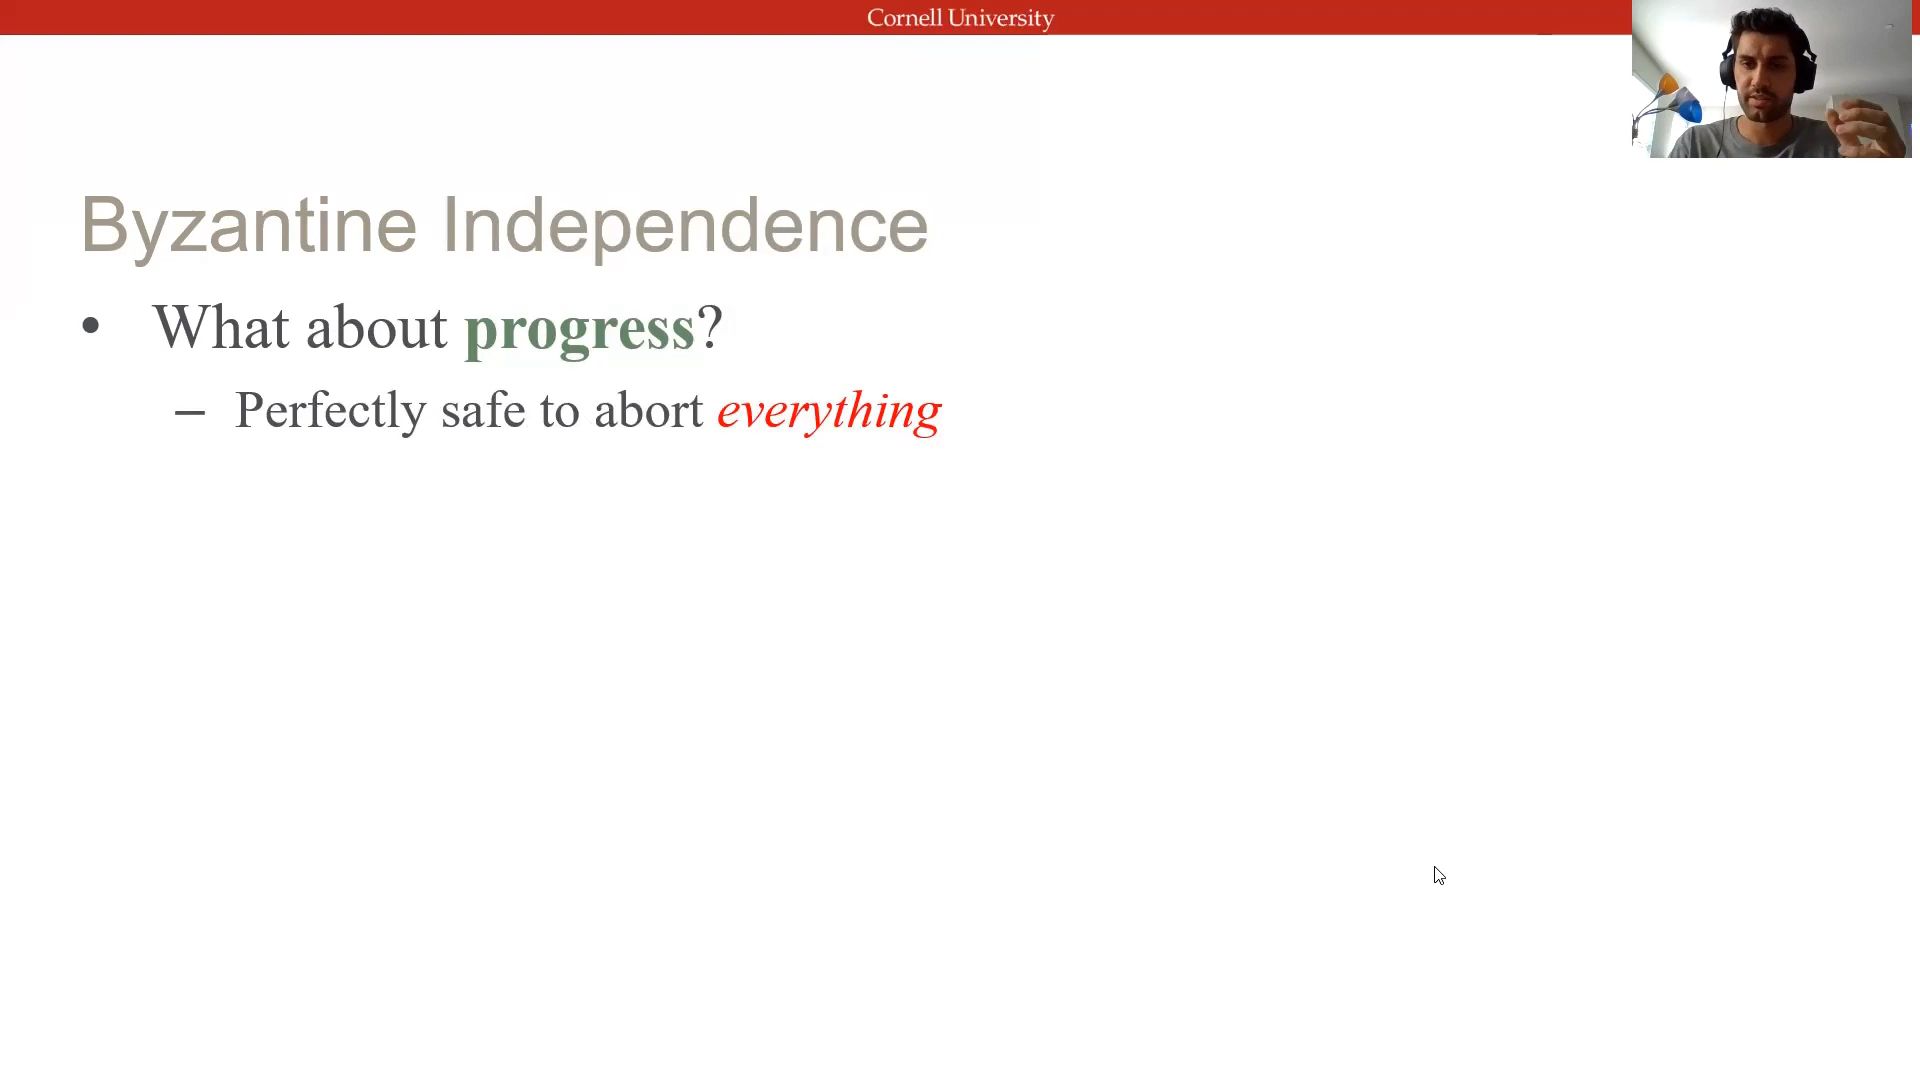 Cornell University
Byzantine Independence
• What about progress?
– Perfectly safe to abort everything